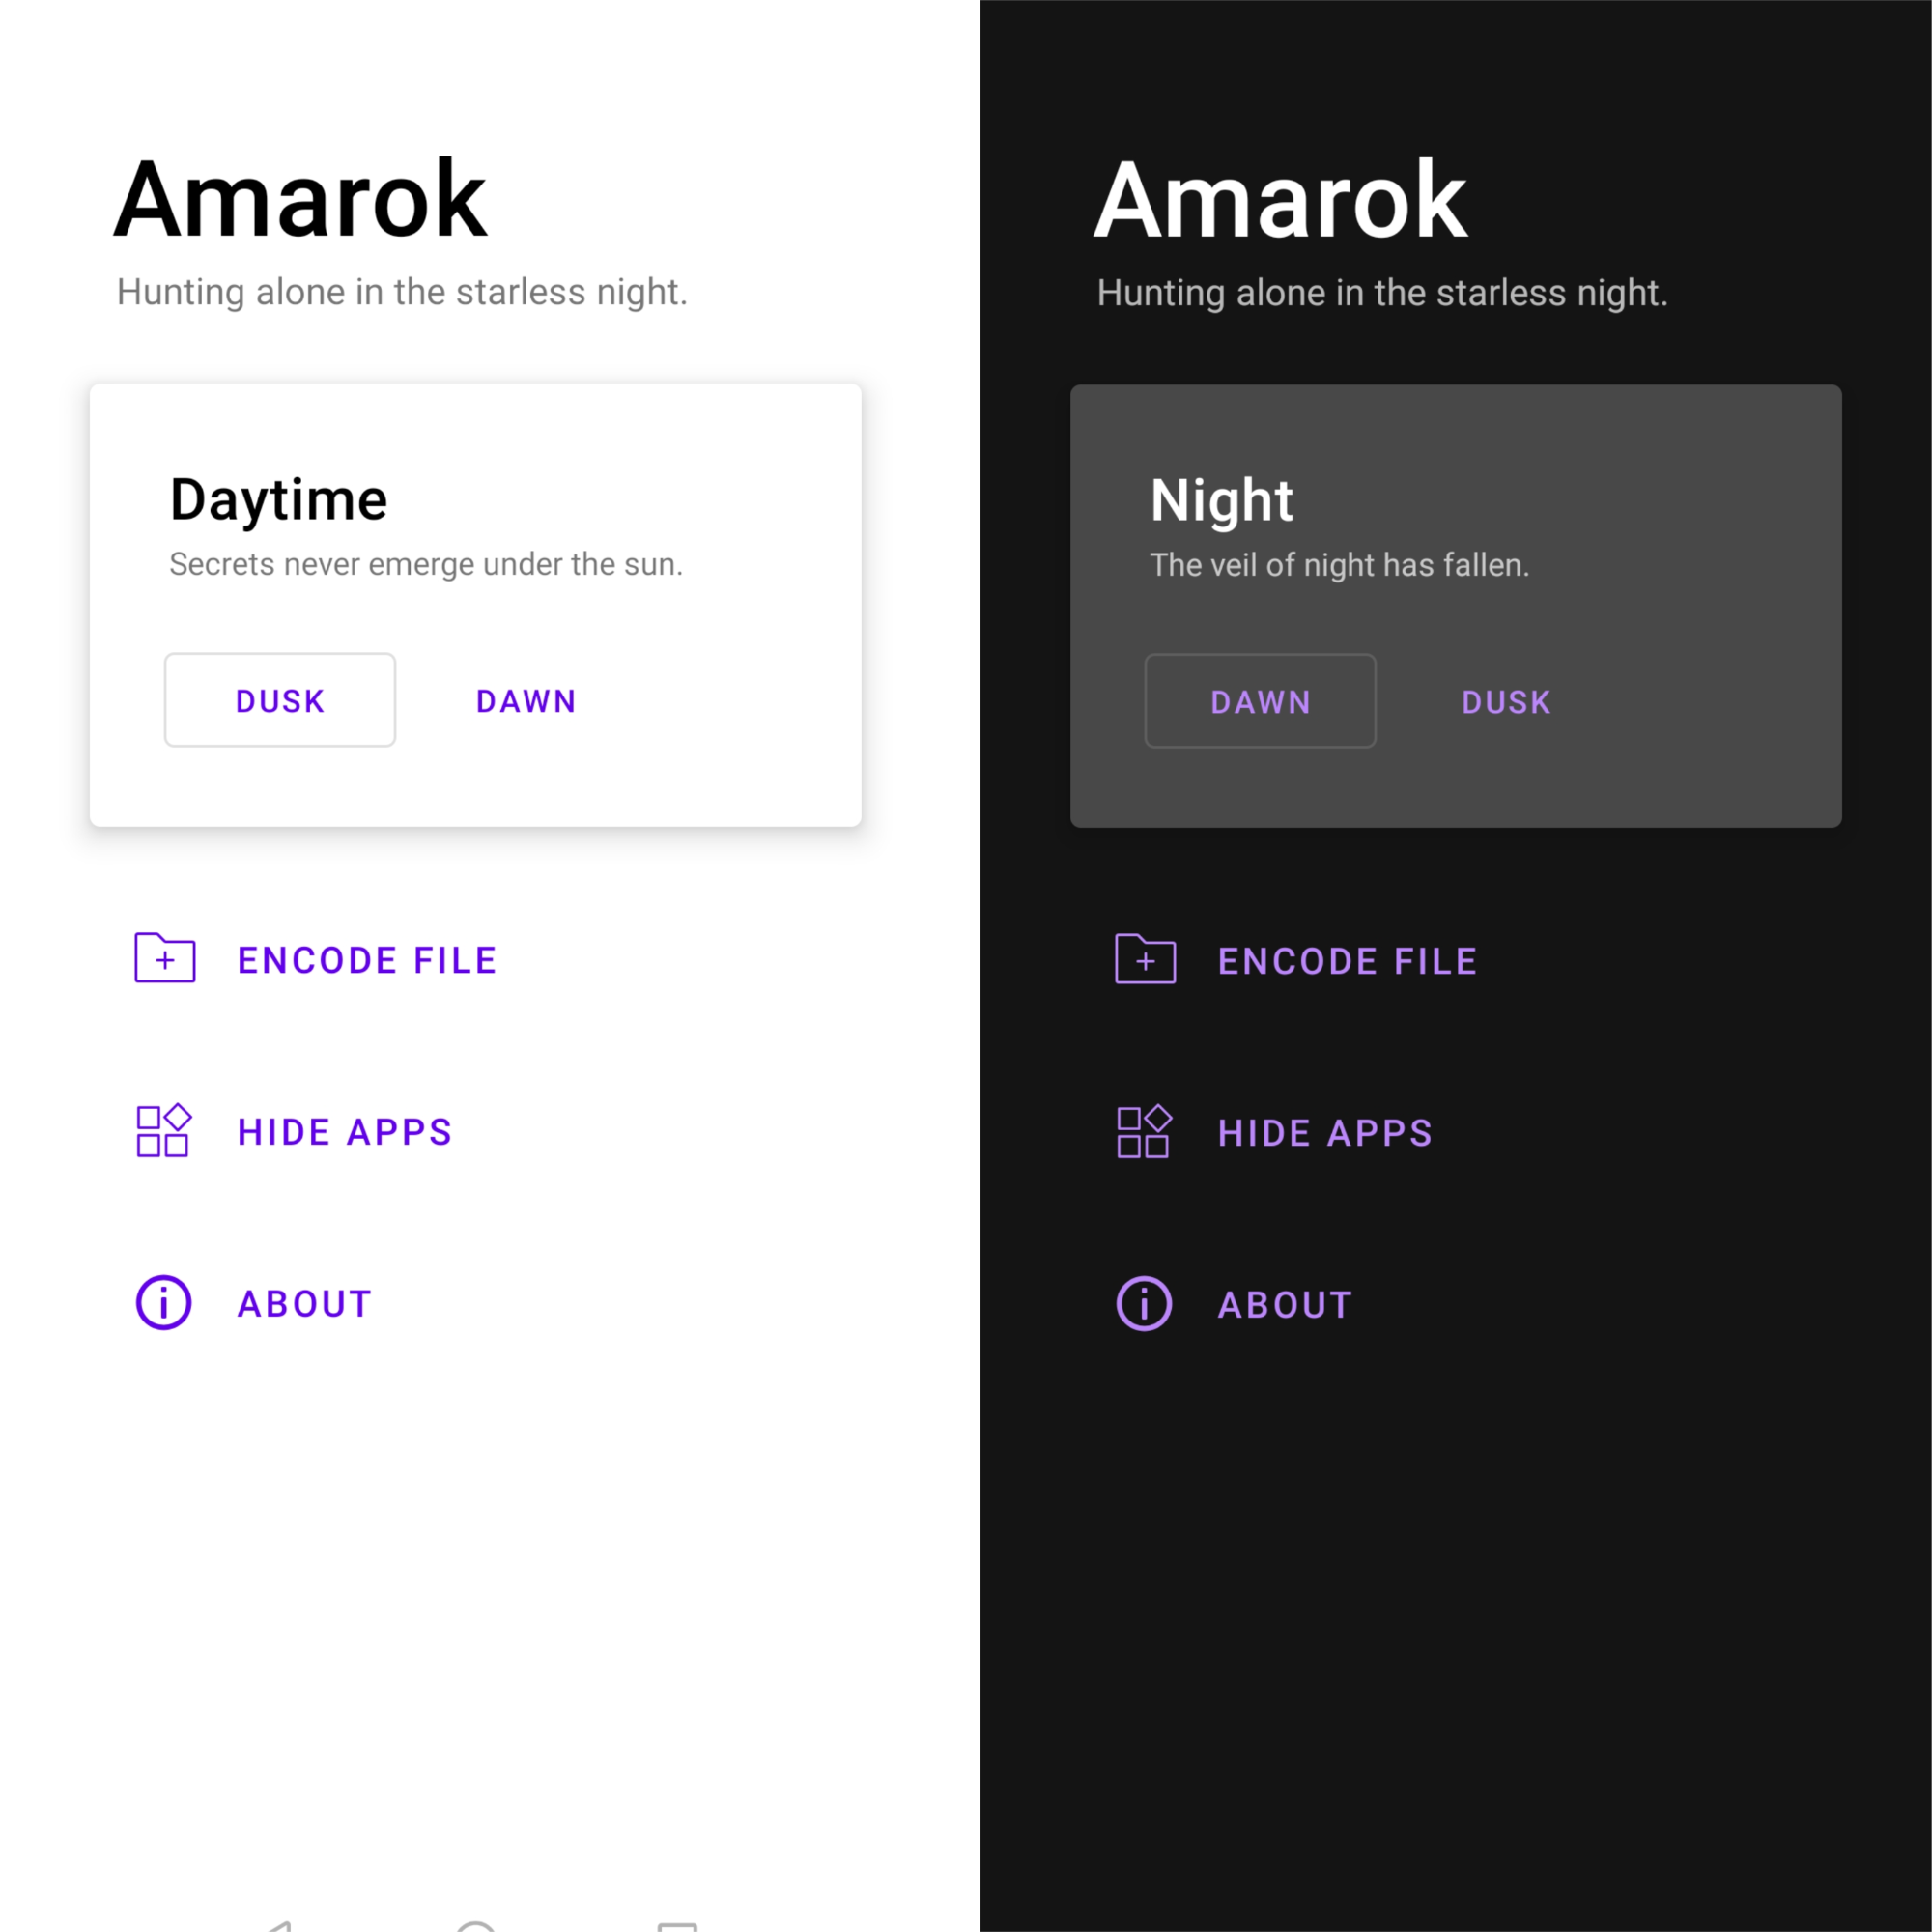 Amarok
Hunting alone in the starless night.
Daytime
Secrets never emerge under the sun.
DUSK DAWN
ENCODE FILE
HIDE APPS
ABOUT
Amarok
Hunting alone in the starless night.
Night
The veil of night has fallen.
DAWN DUSK
ENCODE FILE
HIDE APPS
ABOUT